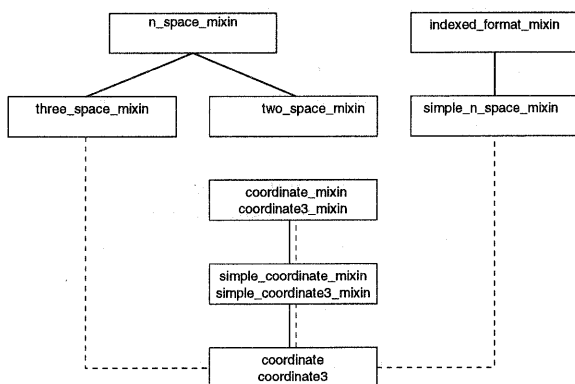 n_space_mixin
indexed_format_mixin
three_space_mixin
two_space_mixin
simple_n_space_mixin
coordinate_mixin
coordinate3_mixin
simple_coordinate_mixin
simple_coordinate3_mixin
coordinate
coordinate3